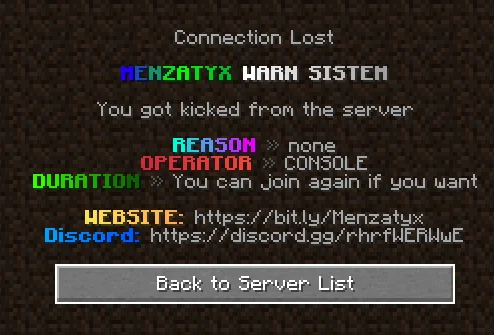 Connection Lost
MENZATYX WARN SISTEM
You got kicked from the server
REASON » none
OPERATOR » CONSOLE
DURATION » You can join again if you want
WEBSITE: https://bit.ly/Menzatyx
Discord: https://discord.gg/rhrfWERWwE
Back to Server List